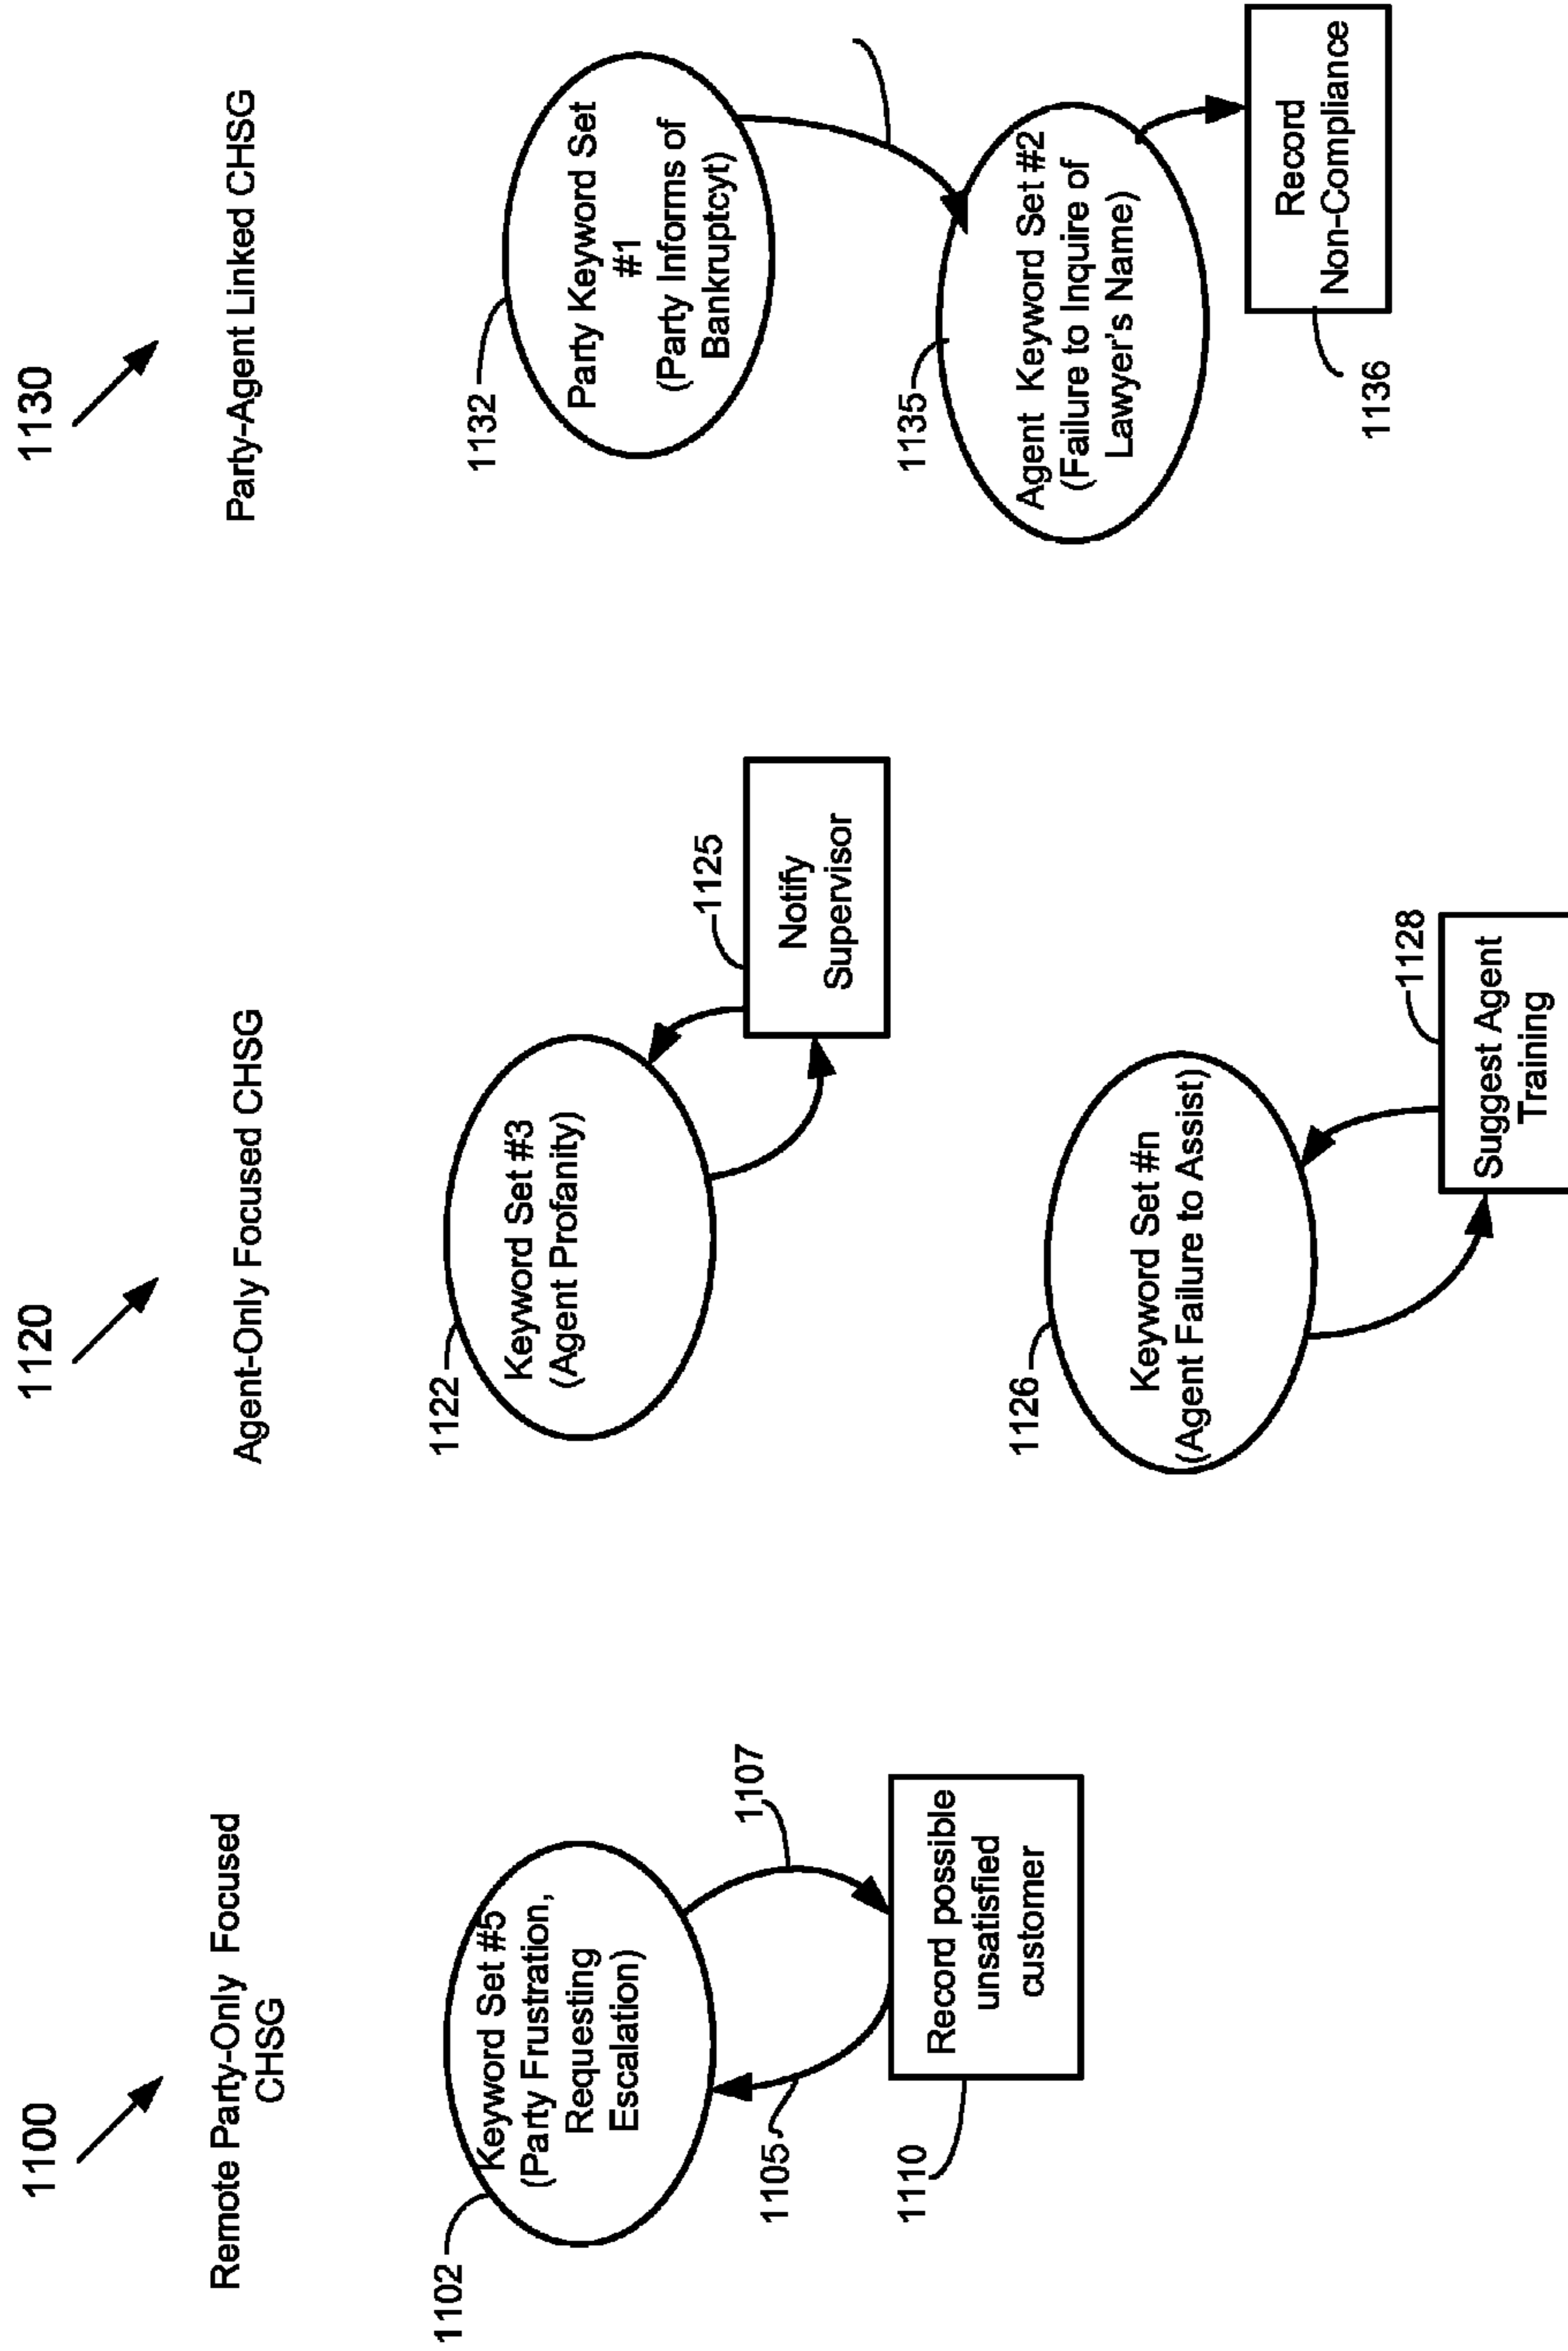 1100
Remote Party-Only Focused
CHSG
1102
Keyword Set #5
(Party Frustration,
Requesting
Escalation)
1105
1107
1110
Record possible
unsatisfied
customer
1120
Agent-Only Focused CHSG
1122
Keyword Set #3
(Agent Profanity)
1125
Notify
Supervisor
1126
Keyword Set #n
(Agent Failure to Assist)
1128
Suggest Agent
Training
1130
Party-Agent Linked CHSG
1132
Party Keyword Set
#1
(Party Informs of
Bankruptcyt)
1135
Agent Keyword Set #2
(Failure to Inquire of
Lawyer's Name)
1136
Record
Non-Compliance